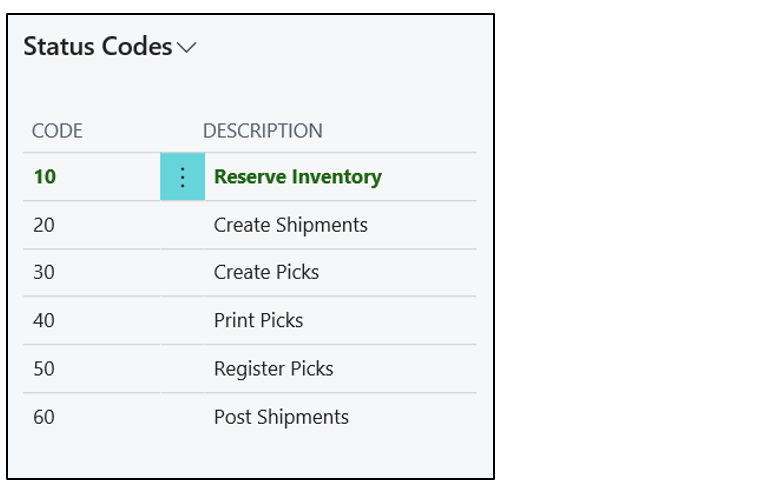 Status Codes
CODE DESCRIPTION
10 Reserve Inventory
20 Create Shipments
30 Create Picks
40 Print Picks
50 Register Picks
60 Post Shipments